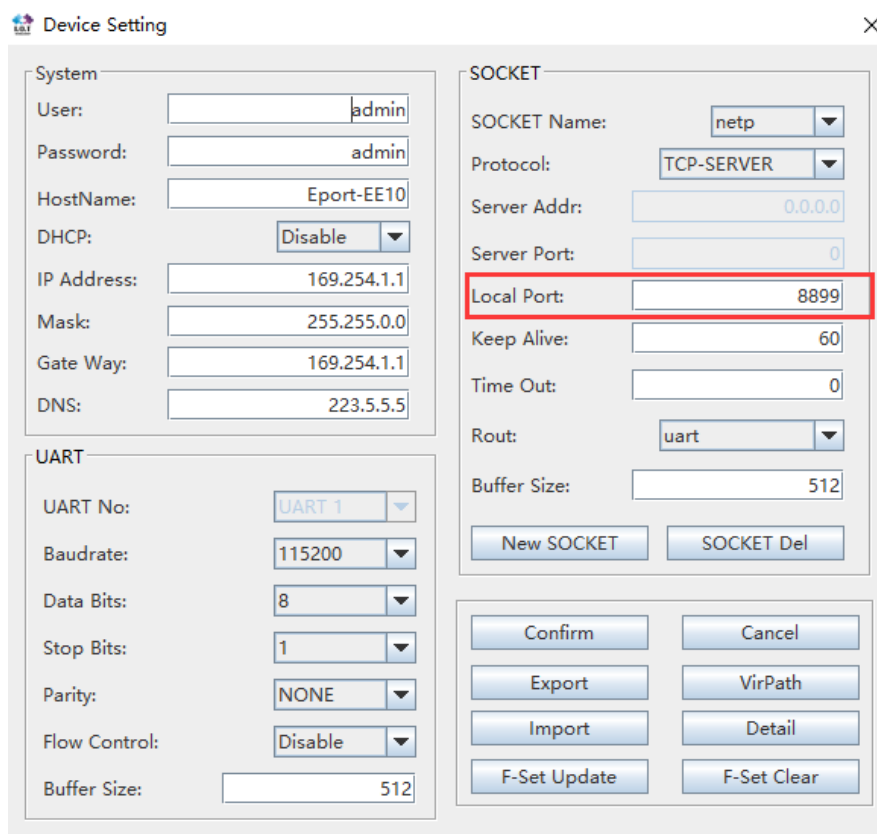 Device Setting
System
User: admin
Password: admin
HostName: Eport-EE10
DHCP: Disable
IP Address: 169.254.1.1
Mask: 255.255.0.0
Gate Way: 169.254.1.1
DNS: 223.5.5.5
UART
UART No: UART 1
Baudrate: 115200
Data Bits: 8
Stop Bits: 1
Parity: NONE
Flow Control: Disable
Buffer Size: 512
SOCKET
SOCKET Name: netp
Protocol: TCP-SERVER
Server Addr: 0.0.0.0
Server Port: 0
Local Port: 8899
Keep Alive: 60
Time Out: 0
Rout: uart
Buffer Size: 512
New SOCKET SOCKET Del
Confirm Cancel
Export VirPath
Import Detail
F-Set Update F-Set Clear